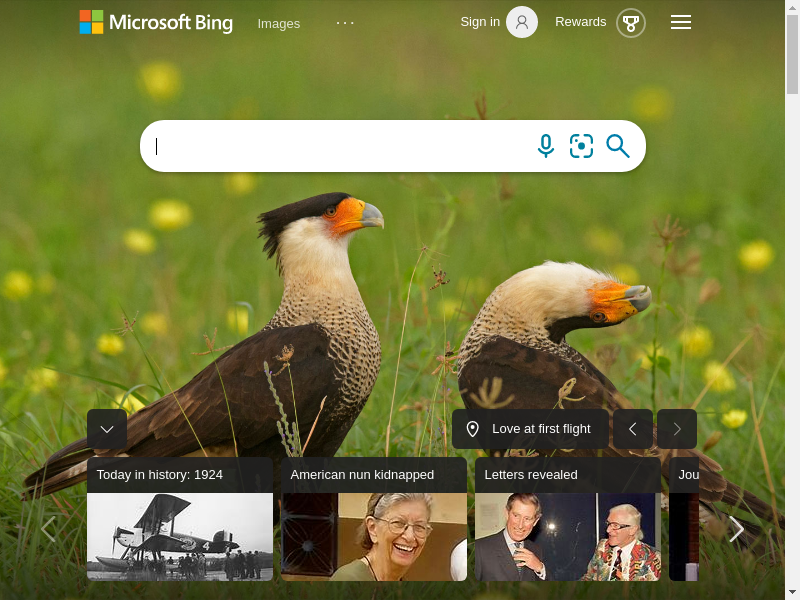 Microsoft Bing
Images
Sign in
Rewards
Love at first flight
Today in history: 1924
American nun kidnapped
Letters revealed
Jou
4